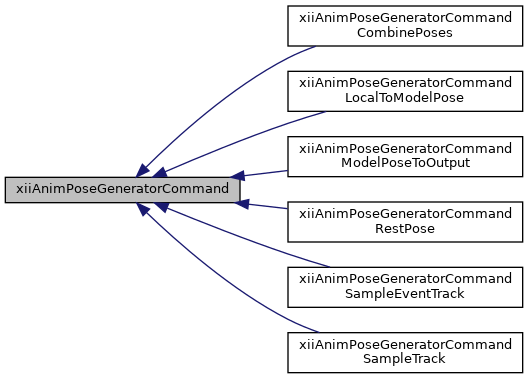 xiiAnimPoseGeneratorCommand
CombinePoses
xiiAnimPoseGeneratorCommand
LocalToModelPose
xiiAnimPoseGeneratorCommand
ModelPoseToOutput
xiiAnimPoseGeneratorCommand
xiiAnimPoseGeneratorCommand
RestPose
xiiAnimPoseGeneratorCommand
SampleEventTrack
xiiAnimPoseGeneratorCommand
SampleTrack